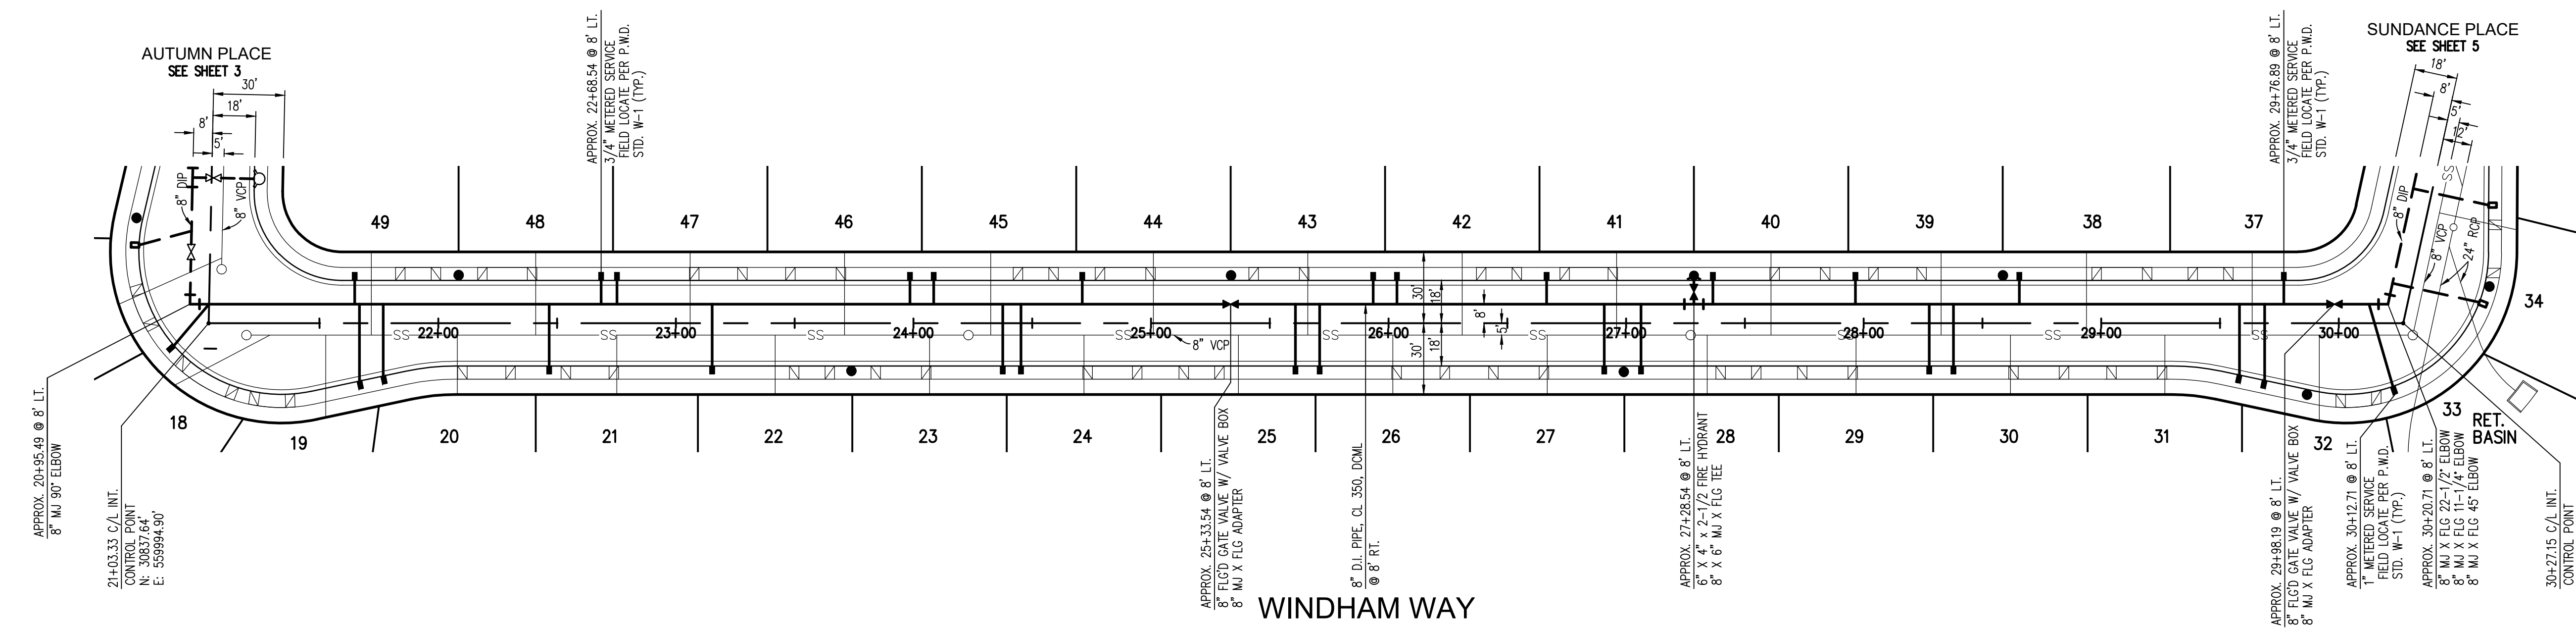 AUTUMN PLACE
SEE SHEET 3
30'
18'
8'
5'
8" DIP
8" VCP
APPROX. 22+68.54 @ 8' LT.
3/4" METERED SERVICE
FIELD LOCATE PER P.W.D.
STD. W-1 (TYP.)
APPROX. 29+76.89 @ 8' LT.
3/4" METERED SERVICE
FIELD LOCATE PER P.W.D.
STD. W-1 (TYP.)
SUNDANCE PLACE
SEE SHEET 5
18'
8'
5'
12'
SS
8" DIP
8" VCP
24" RCP
49
48
47
46
45
44
43
42
41
40
39
38
37
34
30'
18'
8'
5'
30'
18'
SS
22+00
SS
23+00
SS
24+00
SS
25+00
8" VCP
SS
26+00
SS
27+00
SS
28+00
SS
29+00
SS
30+00
18
19
20
21
22
23
24
25
26
27
28
29
30
31
32
33
RET.
BASIN
APPROX. 20+95.49 @ 8' LT.
8" MJ 90° ELBOW
21+03.33 C/L INT.
CONTROL POINT
N: 30837.64'
E: 559994.90'
APPROX. 25+33.54 @ 8' LT.
8" FLG'D GATE VALVE W/ VALVE BOX
8" MJ X FLG ADAPTER
8" D.I. PIPE, CL 350, DCML
@ 8' RT.
APPROX. 27+28.54 @ 8' LT.
6" X 4" x 2-1/2 FIRE HYDRANT
8" X 6" MJ X FLG TEE
APPROX. 29+98.19 @ 8' LT.
8" FLG'D GATE VALVE W/ VALVE BOX
8" MJ X FLG ADAPTER
APPROX. 30+12.71 @ 8' LT.
1" METERED SERVICE
FIELD LOCATE PER P.W.D.
STD. W-1 (TYP.)
APPROX. 30+20.71 @ 8' LT.
8" MJ X FLG 22-1/2° ELBOW
8" MJ X FLG 11-1/4° ELBOW
8" MJ X FLG 45° ELBOW
30+27.15 C/L INT.
CONTROL POINT
WINDHAM WAY